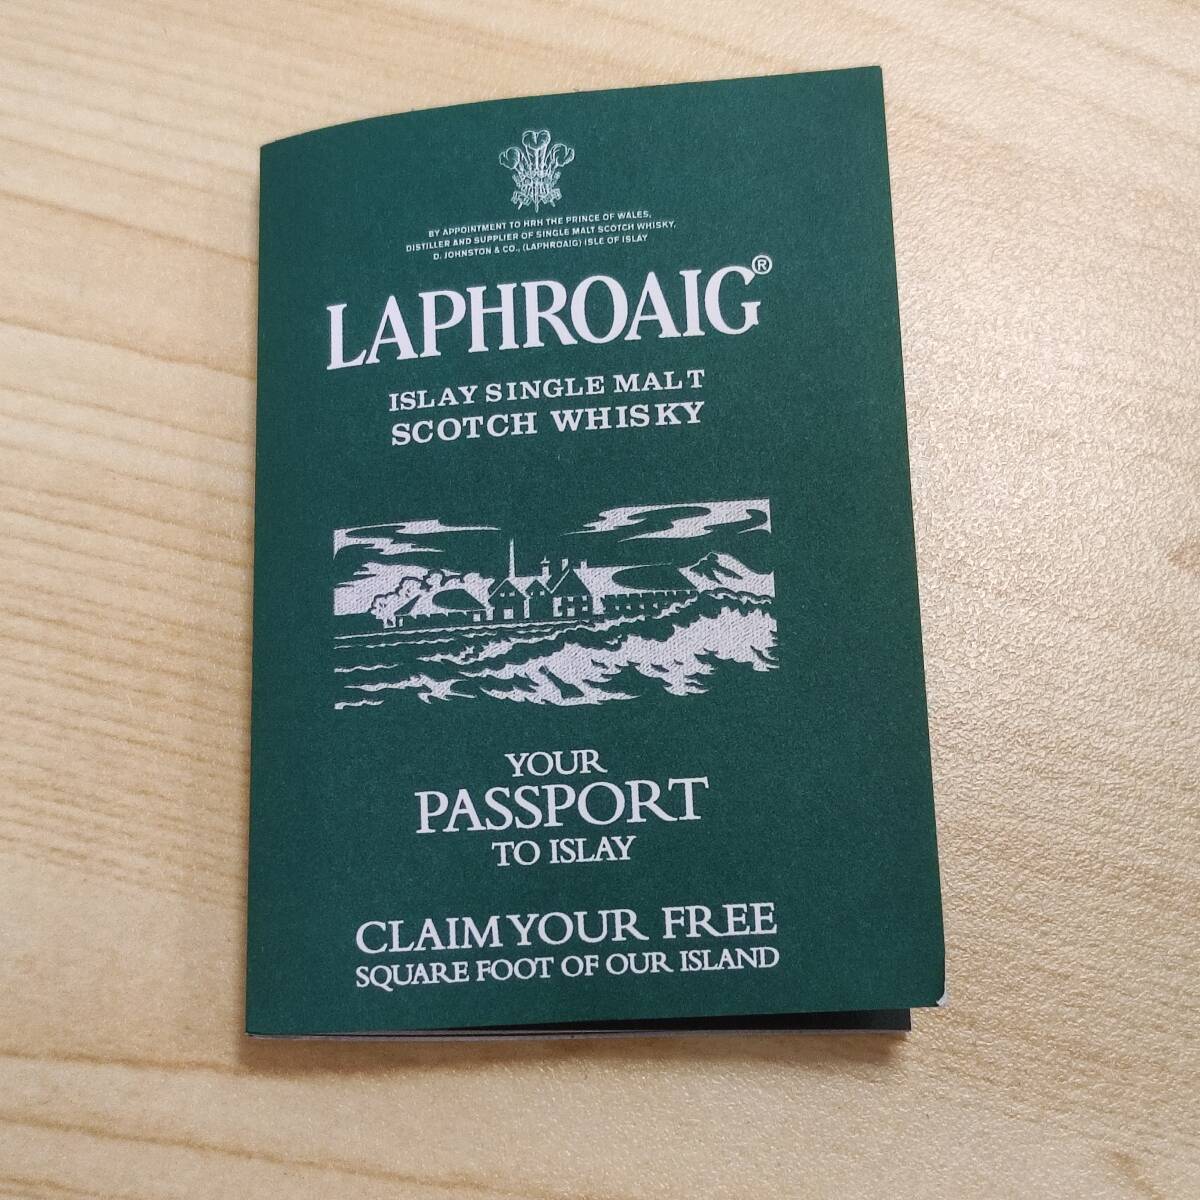 BY APPOINTMENT TO HRH THE PRINCE OF WALES,
DISTILLER AND SUPPLIER OF SINGLE MALT SCOTCH WHISKY,
D. JOHNSTON & CO., (LAPHROAIG) ISLE OF ISLAY
LAPHROAIG®
ISLAY SINGLE MALT
SCOTCH WHISKY
YOUR
PASSPORT
TO ISLAY
CLAIM YOUR FREE
SQUARE FOOT OF OUR ISLAND